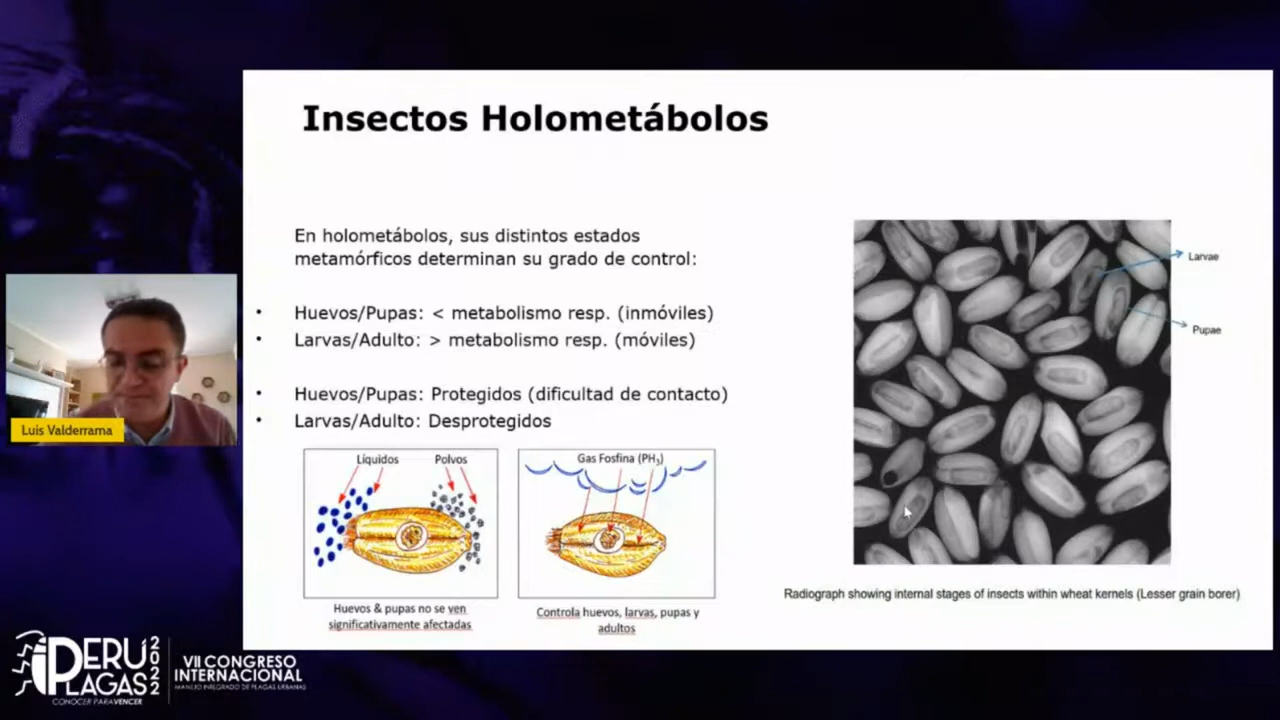 Insectos Holometábolos
En holometábolos, sus distintos estados
metamórficos determinan su grado de control:
• Huevos/Pupas: < metabolismo resp. (inmóviles)
• Larvas/Adulto: > metabolismo resp. (móviles)
• Huevos/Pupas: Protegidos (dificultad de contacto)
• Larvas/Adulto: Desprotegidos
Líquidos Polvos
Huevos & pupas no se ven
significativamente afectadas
Gas Fosfina (PH3)
Controla huevos, larvas, pupas y
adultos
Larvae
Pupae
Radiograph showing internal stages of insects within wheat kernels (Lesser grain borer)
Luis Valderrama
PERÚ
PLAGAS
2022
CONOCER PARA VENCER
VII CONGRESO
INTERNACIONAL
MANEJO INTEGRADO DE PLAGAS URBANAS